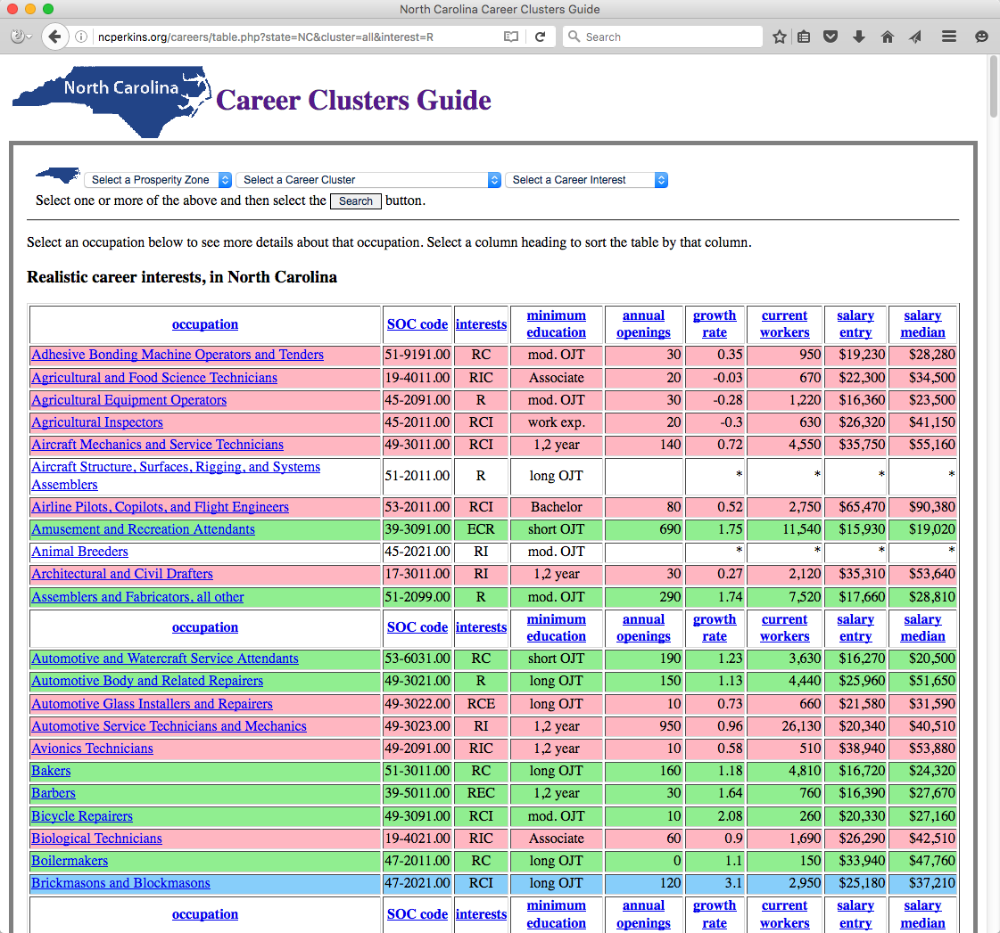 North Carolina Career Clusters Guide
ncperkins.org/careers/table.php?state=NC&cluster=all&interest=R
Search
North Carolina
Career Clusters Guide
Select a Prosperity Zone Select a Career Cluster Select a Career Interest
Select one or more of the above and then select the Search button.
Select an occupation below to see more details about that occupation. Select a column heading to sort the table by that column.
Realistic career interests, in North Carolina
occupation SOC code interests minimum education annual openings growth rate current workers salary entry salary median
Adhesive Bonding Machine Operators and Tenders 51-9191.00 RC mod. OJT 30 0.35 950 $19,230 $28,280
Agricultural and Food Science Technicians 19-4011.00 RIC Associate 20 -0.03 670 $22,300 $34,500
Agricultural Equipment Operators 45-2091.00 R mod. OJT 30 -0.28 1,220 $16,360 $23,500
Agricultural Inspectors 45-2011.00 RCI work exp. 20 -0.3 630 $26,320 $41,150
Aircraft Mechanics and Service Technicians 49-3011.00 RCI 1,2 year 140 0.72 4,550 $35,750 $55,160
Aircraft Structure, Surfaces, Rigging, and Systems Assemblers 51-2011.00 R long OJT * * * *
Airline Pilots, Copilots, and Flight Engineers 53-2011.00 RCI Bachelor 80 0.52 2,750 $65,470 $90,380
Amusement and Recreation Attendants 39-3091.00 ECR short OJT 690 1.75 11,540 $15,930 $19,020
Animal Breeders 45-2021.00 RI mod. OJT * * * *
Architectural and Civil Drafters 17-3011.00 RI 1,2 year 30 0.27 2,120 $35,310 $53,640
Assemblers and Fabricators, all other 51-2099.00 R mod. OJT 290 1.74 7,520 $17,660 $28,810
occupation SOC code interests minimum education annual openings growth rate current workers salary entry salary median
Automotive and Watercraft Service Attendants 53-6031.00 RC short OJT 190 1.23 3,630 $16,270 $20,500
Automotive Body and Related Repairers 49-3021.00 R long OJT 150 1.13 4,440 $25,960 $51,650
Automotive Glass Installers and Repairers 49-3022.00 RCE long OJT 10 0.73 660 $21,580 $31,590
Automotive Service Technicians and Mechanics 49-3023.00 RI 1,2 year 950 0.96 26,130 $20,340 $40,510
Avionics Technicians 49-2091.00 RIC 1,2 year 10 0.58 510 $38,940 $53,880
Bakers 51-3011.00 RC long OJT 160 1.18 4,810 $16,720 $24,320
Barbers 39-5011.00 REC 1,2 year 30 1.64 760 $16,390 $27,670
Bicycle Repairers 49-3091.00 RCI mod. OJT 10 2.08 260 $20,330 $27,160
Biological Technicians 19-4021.00 RIC Associate 60 0.9 1,690 $26,290 $42,510
Boilermakers 47-2011.00 RC long OJT 0 1.1 150 $33,940 $47,760
Brickmasons and Blockmasons 47-2021.00 RCI long OJT 120 3.1 2,950 $25,180 $37,210
occupation SOC code interests minimum education annual openings growth rate current workers salary entry salary median